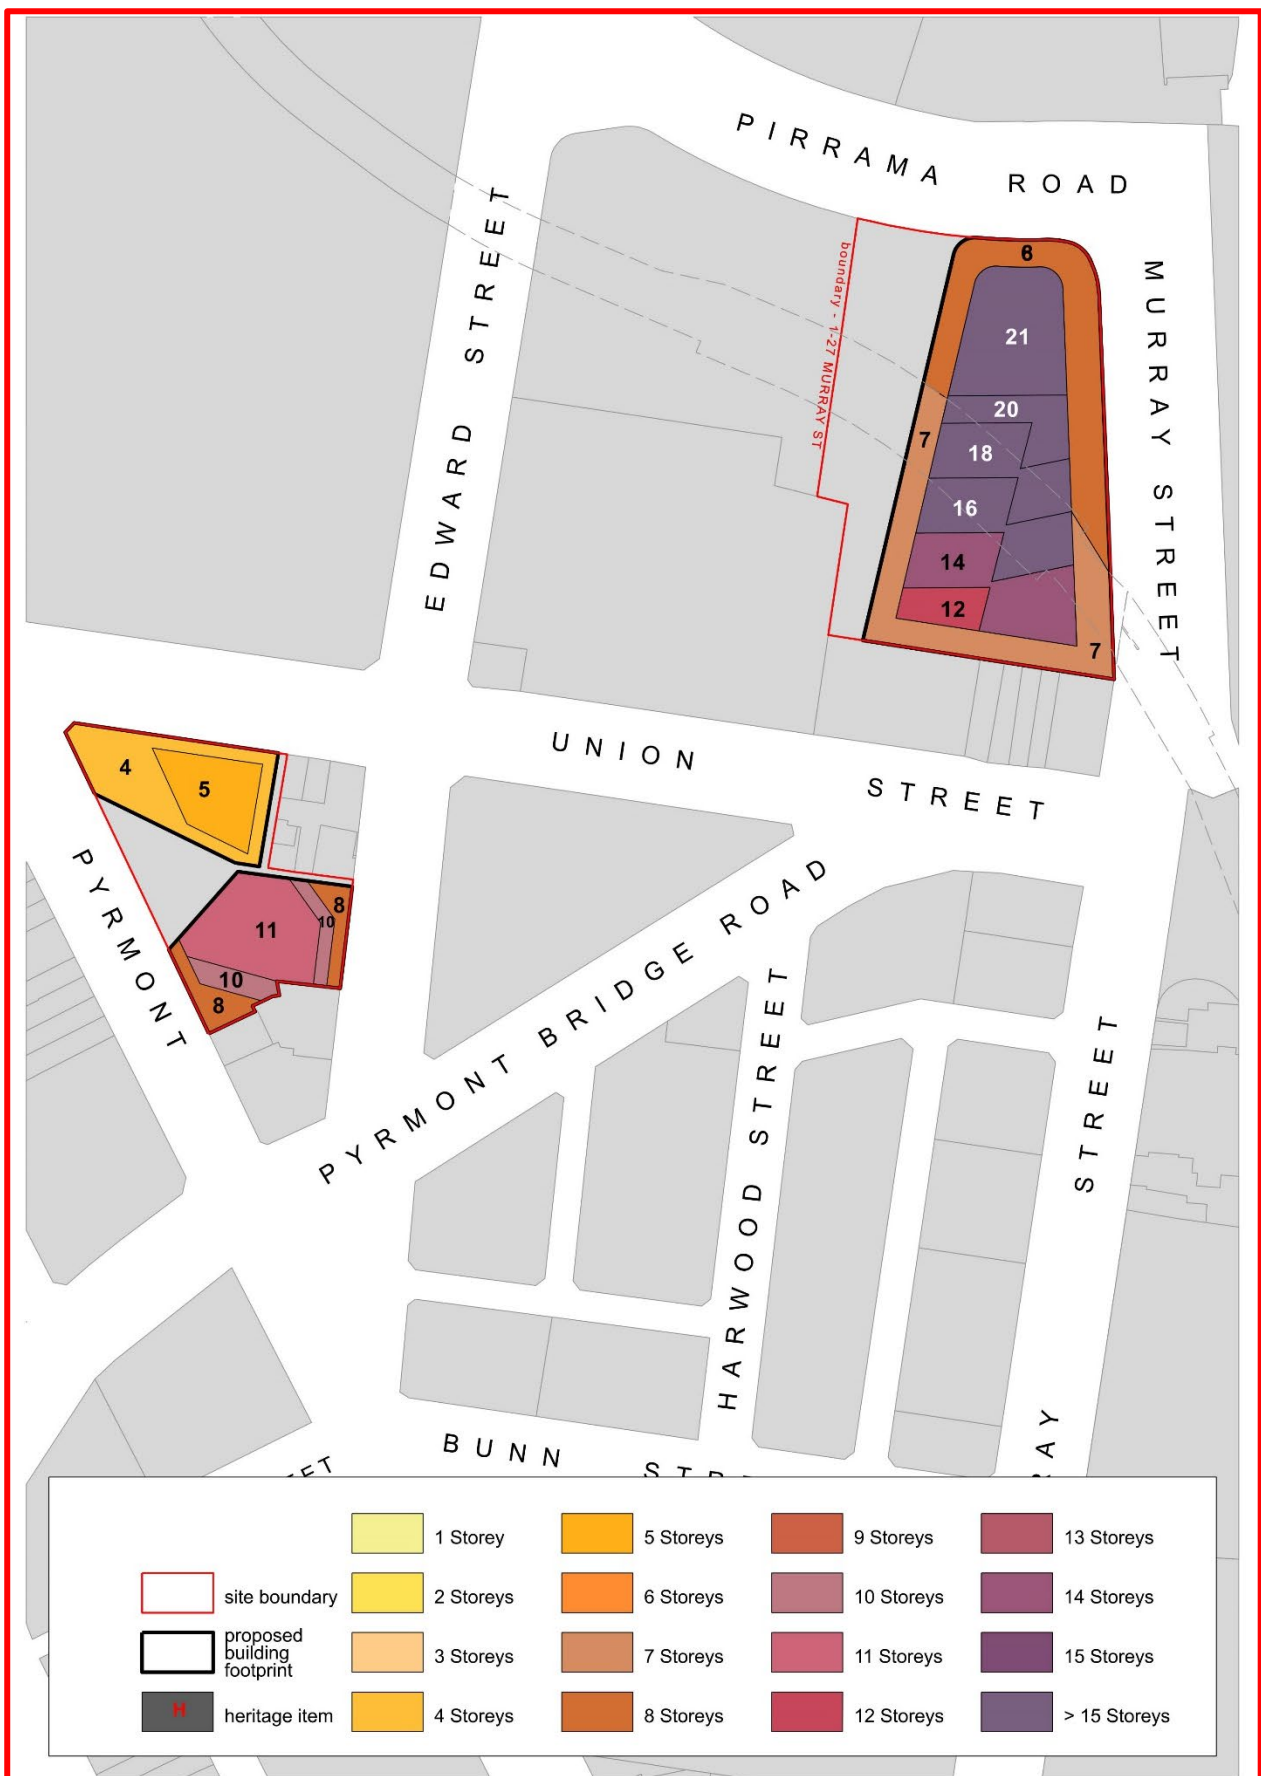 PIRRAMA ROAD
EDWARD STREET
boundary - 1-27 MURRAY ST
MURRAY STREET
6
21
20
7
18
16
14
12
7
UNION STREET
4
5
PYRMONT
8
10
11
10
8
PYRMONT BRIDGE ROAD
HARWOOD STREET
STREET
BUNN
1 Storey
5 Storeys
9 Storeys
13 Storeys
site boundary
2 Storeys
6 Storeys
10 Storeys
14 Storeys
proposed
building
footprint
3 Storeys
7 Storeys
11 Storeys
15 Storeys
H
heritage item
4 Storeys
8 Storeys
12 Storeys
> 15 Storeys